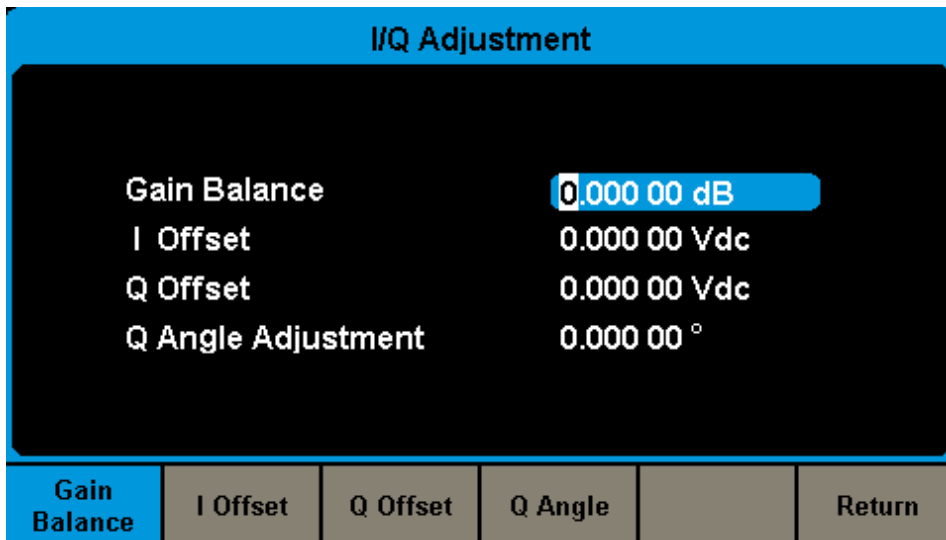 I/Q Adjustment
Gain Balance 0.000 00 dB
I Offset 0.000 00 Vdc
Q Offset 0.000 00 Vdc
Q Angle Adjustment 0.000 00 °
Gain Balance I Offset Q Offset Q Angle Return